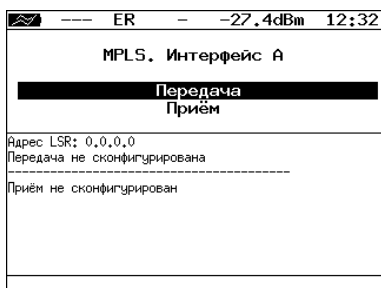 --- ER – -27.4dBm 12:32
MPLS. Интерфейс A
Передача
Приём
Адрес LSR: 0.0.0.0
Передача не сконфигурирована
----------------------------------------
Приём не сконфигурирован